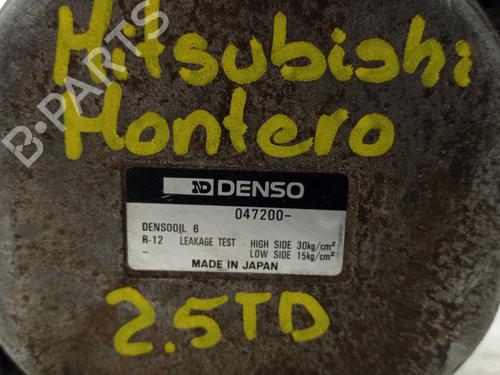 Mitsubishi
Montero
ND DENSO
047200-
DENSOOIL 6
R-12 LEAKAGE TEST HIGH SIDE 30kg/cm²
- LOW SIDE 15kg/cm²
MADE IN JAPAN
2.5TD
B-PARTS